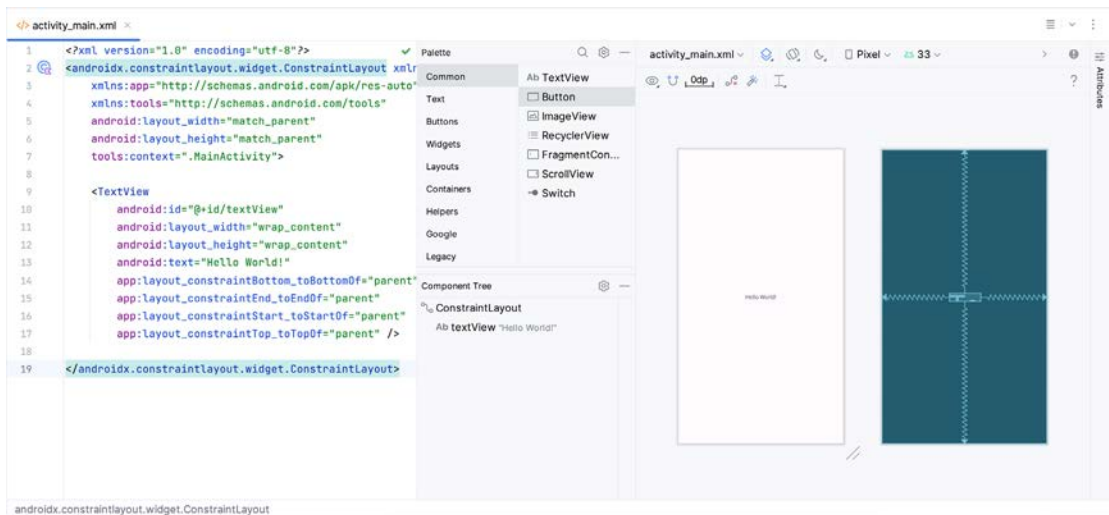 activity_main.xml
1 <?xml version="1.0" encoding="utf-8"?>
2 <androidx.constraintlayout.widget.ConstraintLayout xmlr
3 xmlns:app="http://schemas.android.com/apk/res-auto"
4 xmlns:tools="http://schemas.android.com/tools"
5 android:layout_width="match_parent"
6 android:layout_height="match_parent"
7 tools:context=".MainActivity">
8
9 <TextView
10 android:id="@+id/textView"
11 android:layout_width="wrap_content"
12 android:layout_height="wrap_content"
13 android:text="Hello World!"
14 app:layout_constraintBottom_toBottomOf="parent"
15 app:layout_constraintEnd_toEndOf="parent"
16 app:layout_constraintStart_toStartOf="parent"
17 app:layout_constraintTop_toTopOf="parent" />
18
19 </androidx.constraintlayout.widget.ConstraintLayout>
Palette
Common
Text
Buttons
Widgets
Layouts
Containers
Helpers
Google
Legacy
Ab TextView
Button
ImageView
RecyclerView
FragmentCon...
ScrollView
Switch
Component Tree
ConstraintLayout
Ab textView "Hello World!"
activity_main.xml Pixel 33
0dp
?
Attributes
Hello World!
androidx.constraintlayout.widget.ConstraintLayout